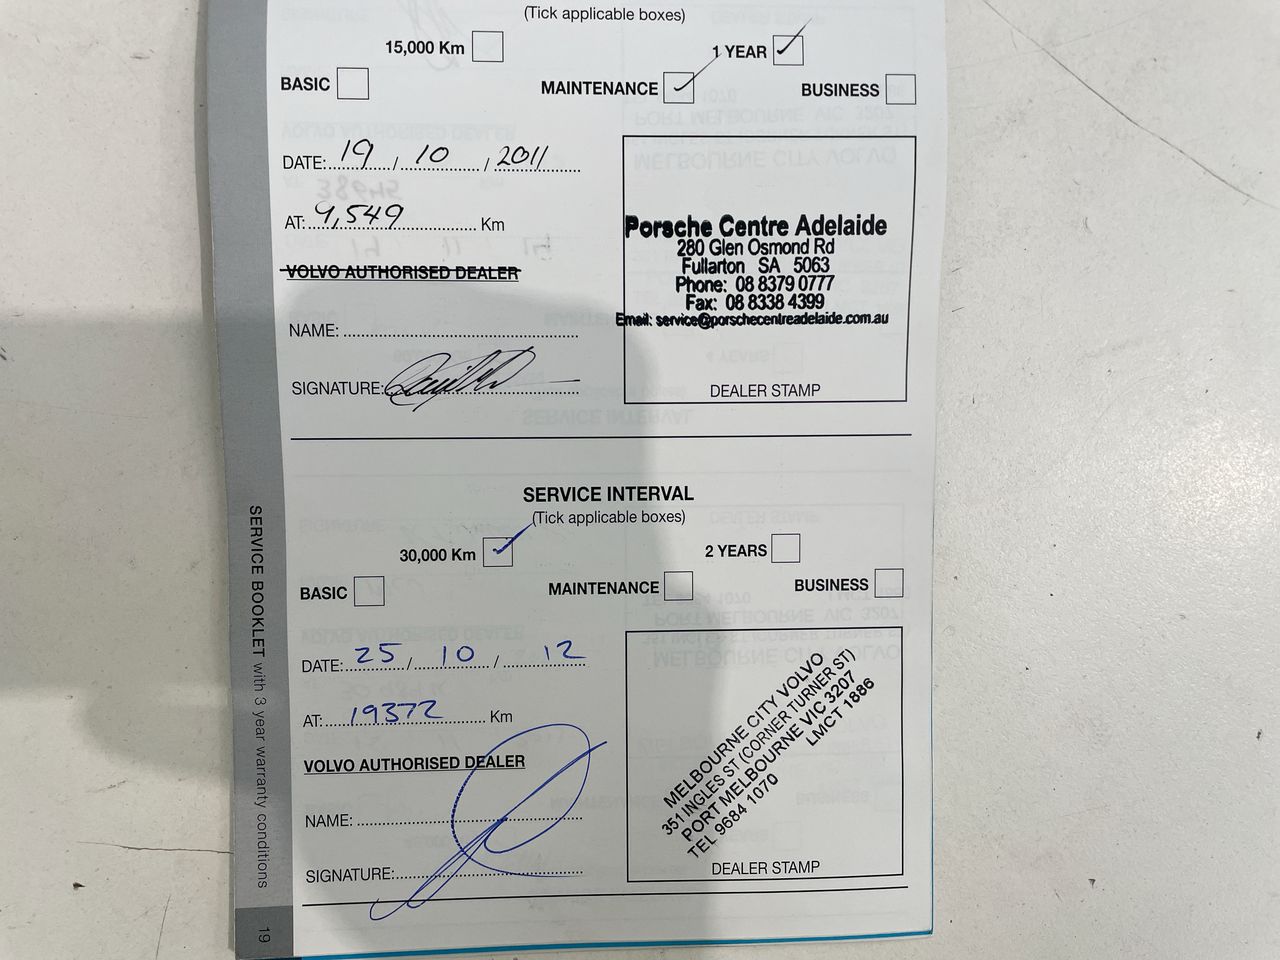 (Tick applicable boxes)
15,000 Km
1 YEAR
BASIC
MAINTENANCE
BUSINESS
DATE: 19 / 10 / 2011
AT: 9,549 Km
VOLVO AUTHORISED DEALER
NAME:
SIGNATURE:
Porsche Centre Adelaide
280 Glen Osmond Rd
Fullarton SA 5063
Phone: 08 8379 0777
Fax: 08 8338 4399
Email: service@porschecentreadelaide.com.au
DEALER STAMP
SERVICE INTERVAL
(Tick applicable boxes)
30,000 Km
2 YEARS
BASIC
MAINTENANCE
BUSINESS
DATE: 25 / 10 / 12
AT: 19372 Km
VOLVO AUTHORISED DEALER
NAME:
SIGNATURE:
MELBOURNE CITY VOLVO
351 INGLES ST (CORNER TURNER ST)
PORT MELBOURNE VIC 3207
TEL 9684 1070 LMCT 1886
DEALER STAMP
SERVICE BOOKLET with 3 year warranty conditions
19